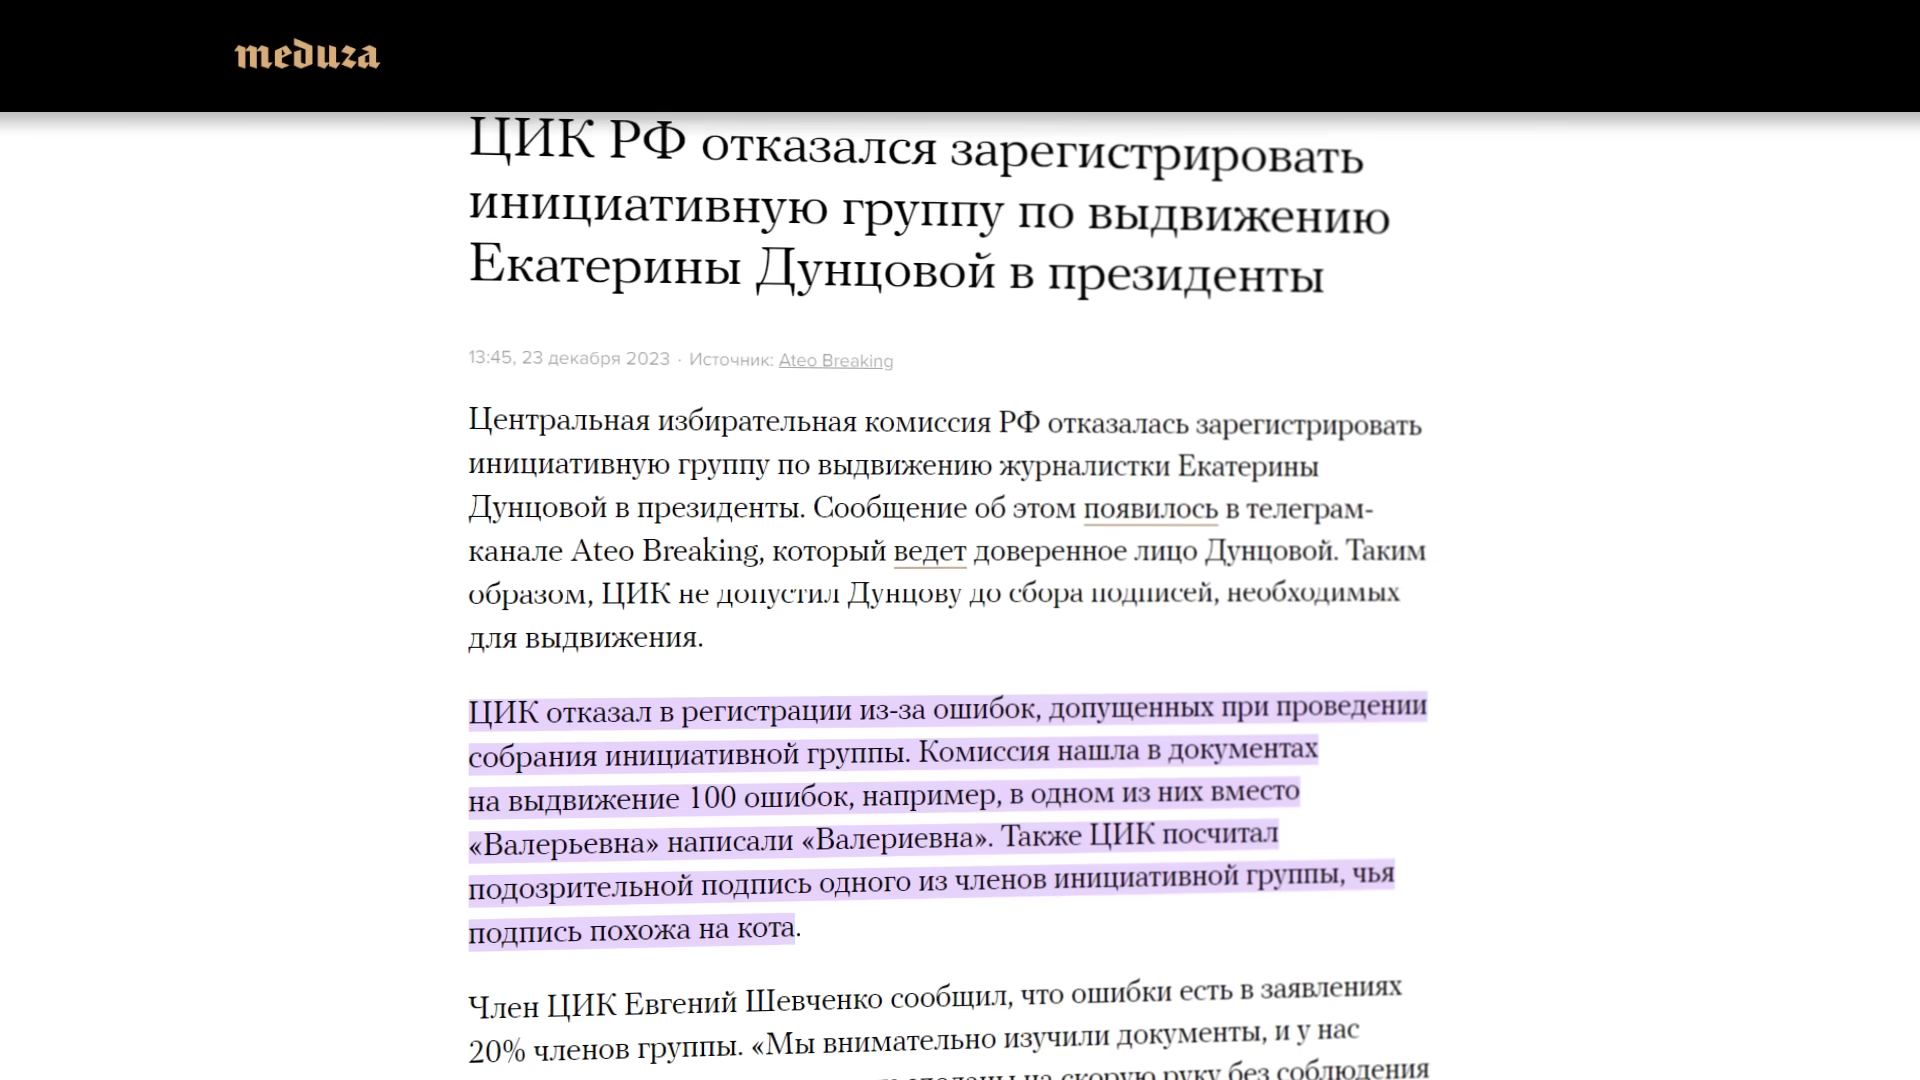 meduza
ЦИК РФ отказался зарегистрировать
инициативную группу по выдвижению
Екатерины Дунцовой в президенты
13:45, 23 декабря 2023 · Источник: Ateo Breaking
Центральная избирательная комиссия РФ отказалась зарегистрировать
инициативную группу по выдвижению журналистки Екатерины
Дунцовой в президенты. Сообщение об этом появилось в телеграм-
канале Ateo Breaking, который ведет доверенное лицо Дунцовой. Таким
образом, ЦИК не допустил Дунцову до сбора подписей, необходимых
для выдвижения.
ЦИК отказал в регистрации из-за ошибок, допущенных при проведении
собрания инициативной группы. Комиссия нашла в документах
на выдвижение 100 ошибок, например, в одном из них вместо
«Валерьевна» написали «Валериевна». Также ЦИК посчитал
подозрительной подпись одного из членов инициативной группы, чья
подпись похожа на кота.
Член ЦИК Евгений Шевченко сообщил, что ошибки есть в заявлениях
20% членов группы. «Мы внимательно изучили документы, и у нас
на скорую руку без соблюдения